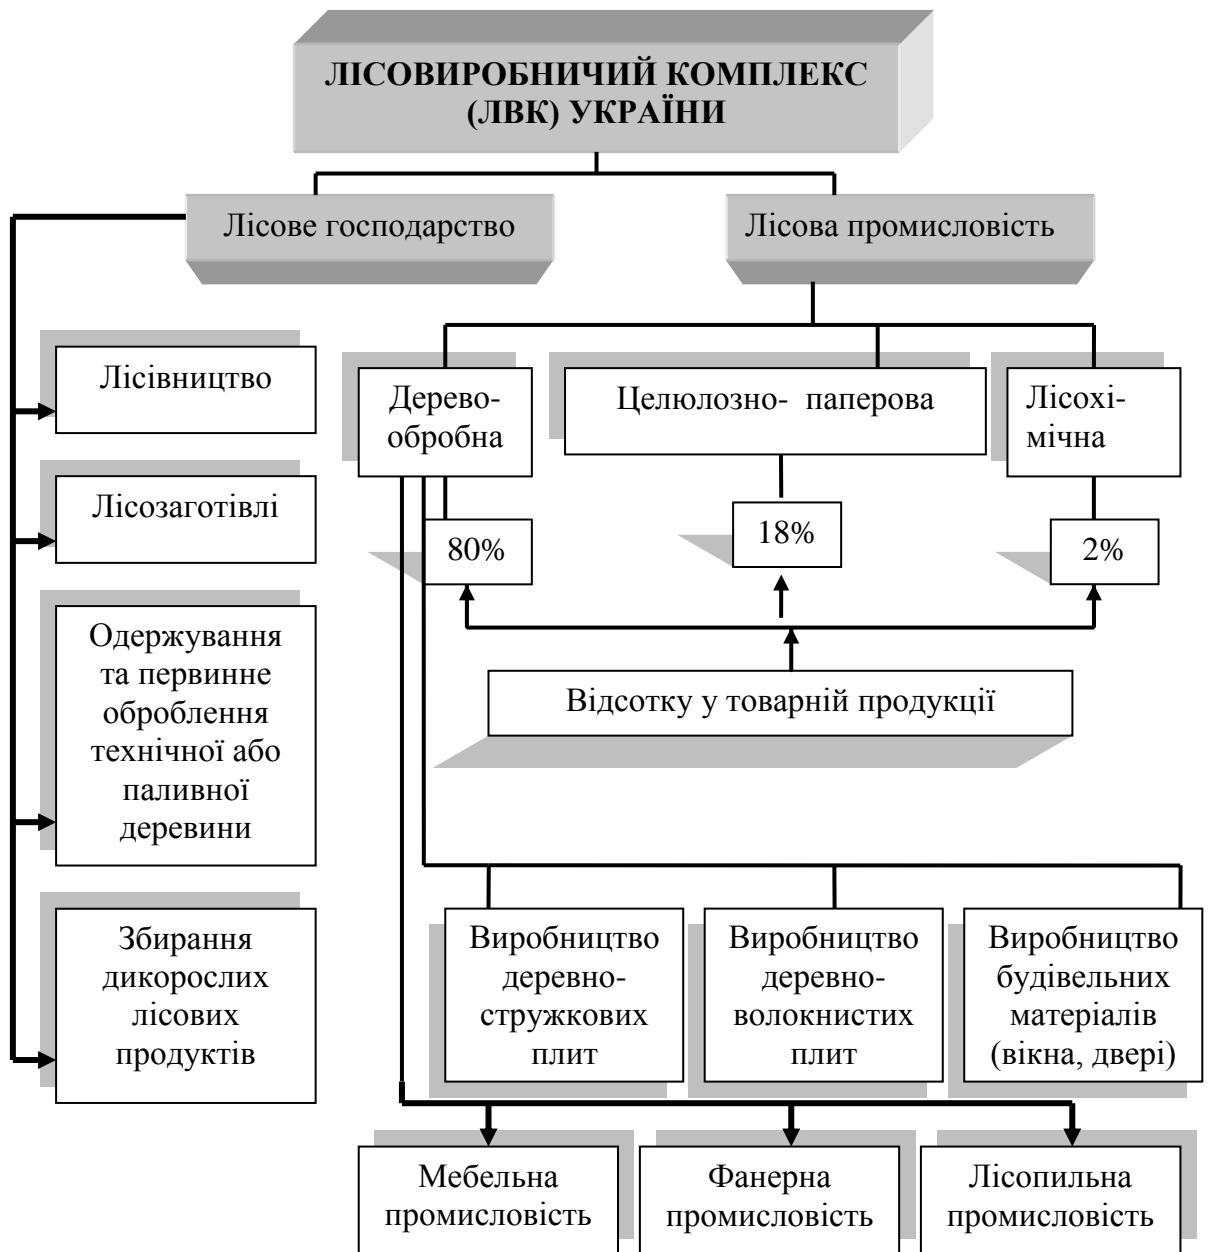 ЛІСОВИРОБНИЧИЙ КОМПЛЕКС
(ЛВК) УКРАЇНИ
Лісове господарство
Лісова промисловість
Лісівництво
Лісозаготівлі
Одержування
та первинне
оброблення
технічної або
паливної
деревини
Збирання
дикорослих
лісових
продуктів
Дерево-
обробна
Целюлозно- паперова
Лісохі-
мічна
80%
18%
2%
Відсотку у товарній продукції
Виробництво
деревно-
стружкових
плит
Виробництво
деревно-
волокнистих
плит
Виробництво
будівельних
матеріалів
(вікна, двері)
Мебельна
промисловість
Фанерна
промисловість
Лісопильна
промисловість